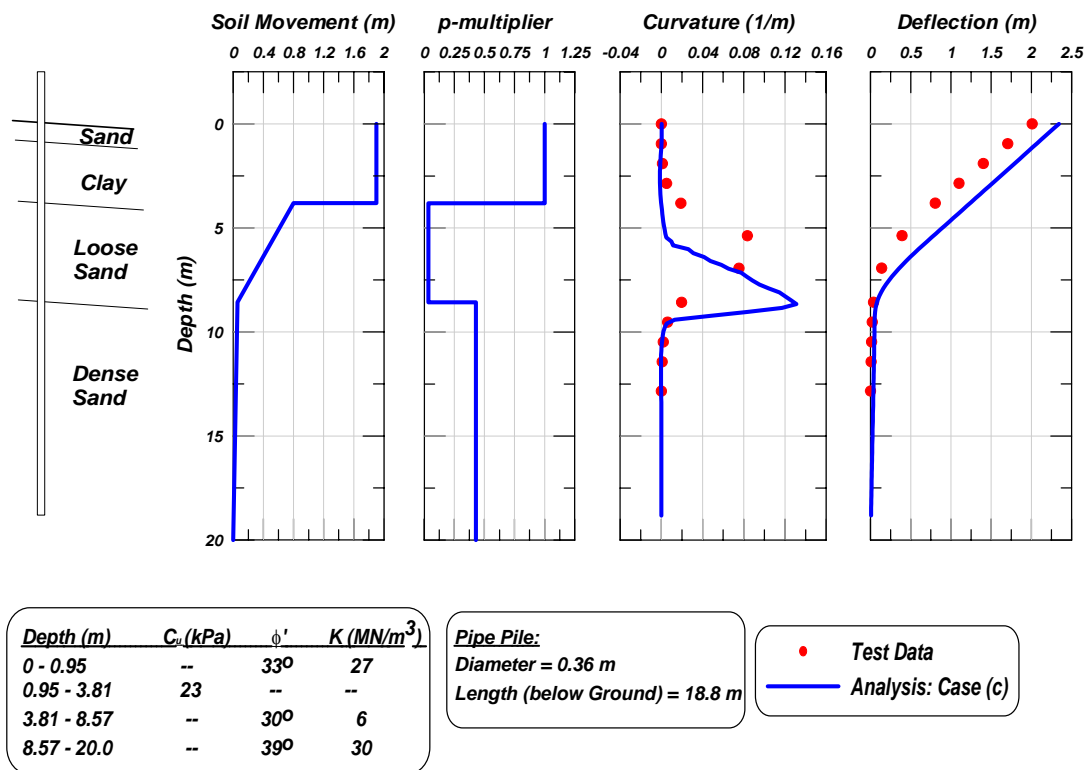 Soil Movement (m)
0 0.4 0.8 1.2 1.6 2
p-multiplier
0 0.25 0.5 0.75 1 1.25
Curvature (1/m)
-0.04 0 0.04 0.08 0.12 0.16
Deflection (m)
0 0.5 1 1.5 2 2.5
Depth (m)
0
5
10
15
20
Sand
Clay
Loose
Sand
Dense
Sand
Depth (m) Cu (kPa) ϕ' K (MN/m³)
0 - 0.95 -- 33º 27
0.95 - 3.81 23 -- --
3.81 - 8.57 -- 30º 6
8.57 - 20.0 -- 39º 30
Pipe Pile:
Diameter = 0.36 m
Length (below Ground) = 18.8 m
Test Data
Analysis: Case (c)